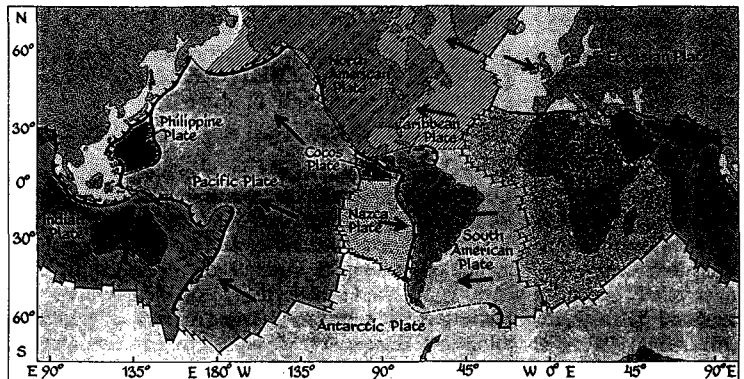 N
60°
30°
0°
30°
60°
S
North
American
Plate
Eurasian Plate
Philippine
Plate
Caribbean
Plate
Cocos
Plate
Pacific Plate
Indian
Plate
Nazca
Plate
South
American
Plate
Antarctic Plate
E 90° 135° E 180° W 135° 90° 45° W 0° E 45° 90° E